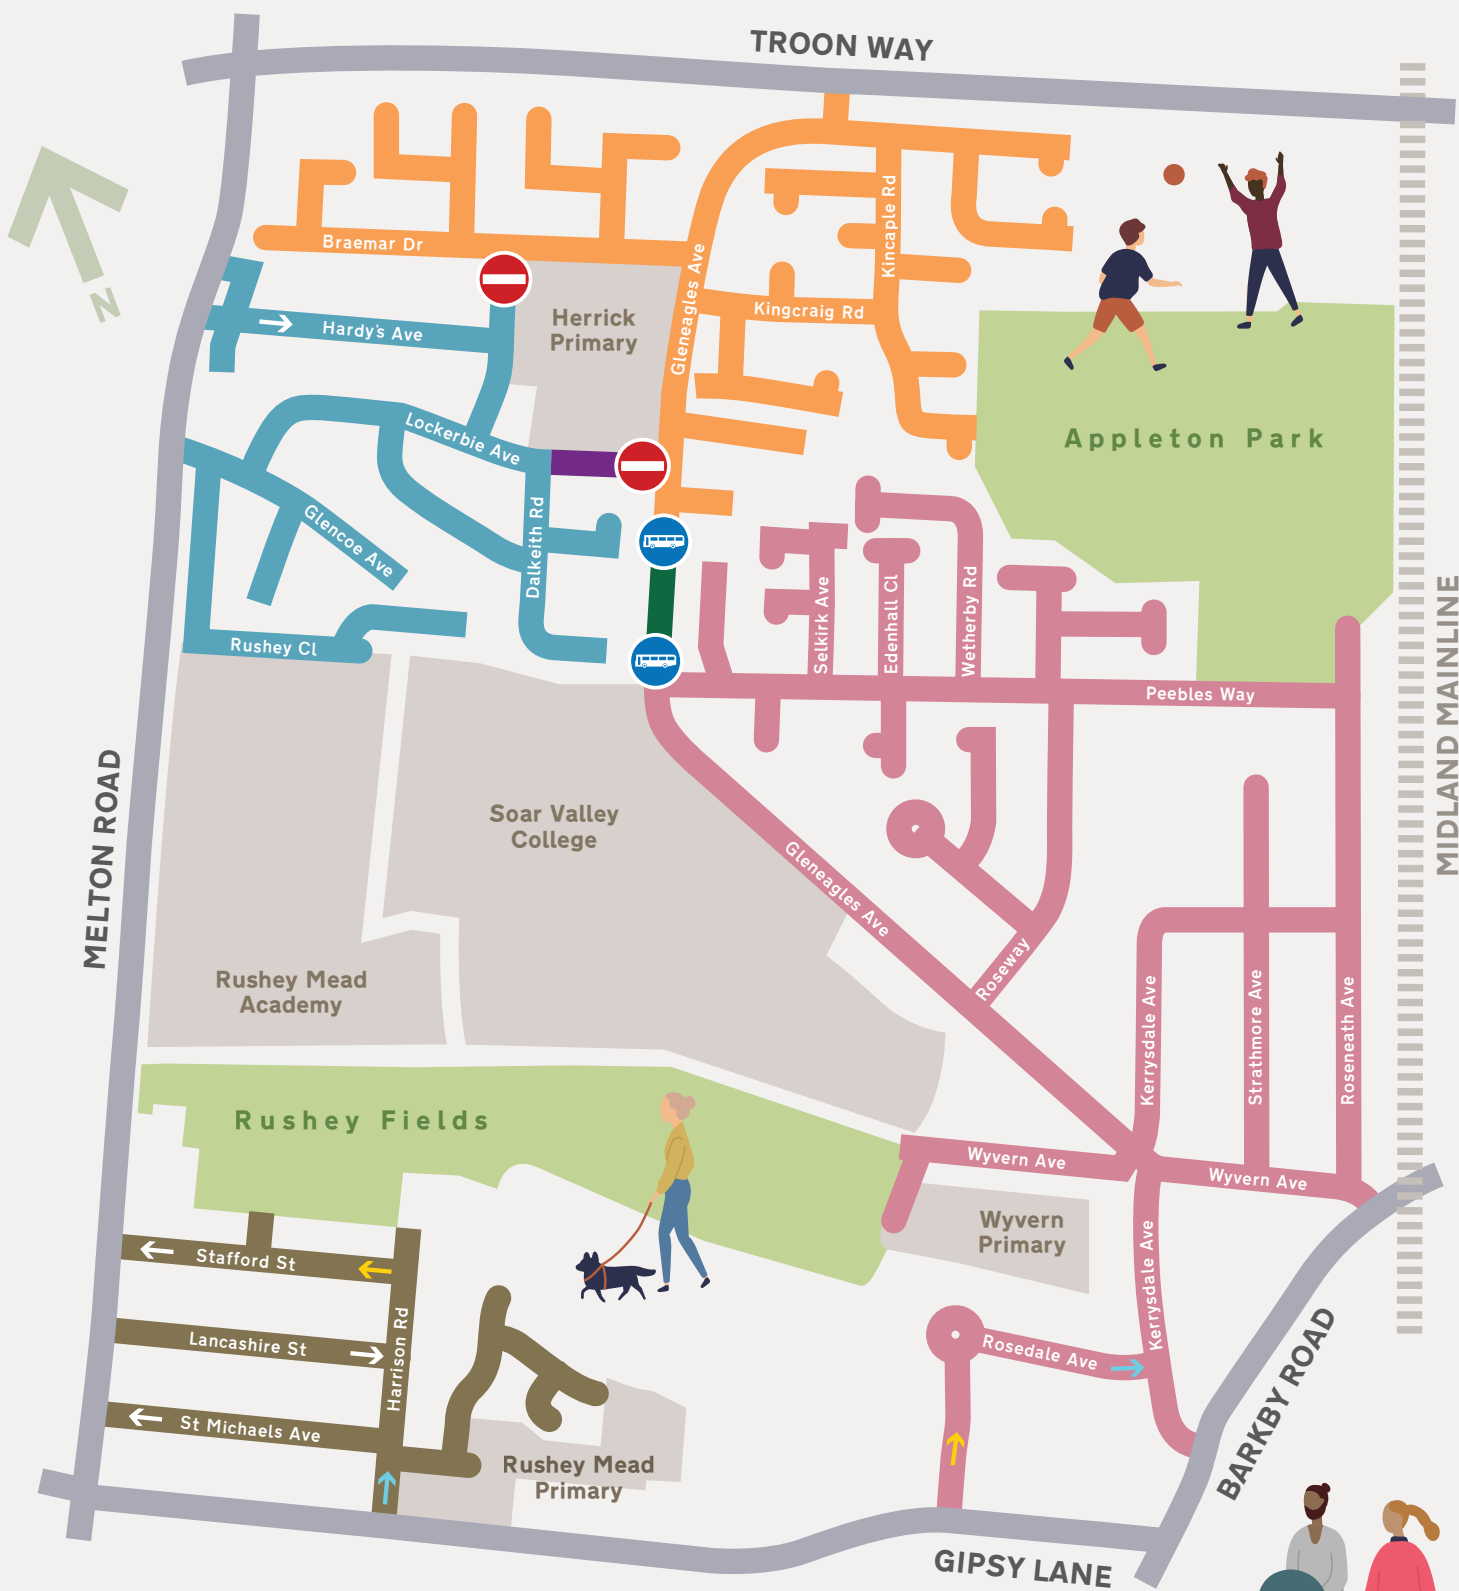 TROON WAY
Braemar Dr
Kincaple Rd
Gleneagles Ave
Kingcraig Rd
Herrick
Primary
Hardy's Ave
N
Appleton Park
Lockerbie Ave
Dalkeith Rd
Glencoe Ave
Rushey Cl
Selkirk Ave
Edenhall Cl
Wetherby Rd
Peebles Way
MIDLAND MAINLINE
MELTON ROAD
Soar Valley
College
Gleneagles Ave
Roseway
Rushey Mead
Academy
Kerrysdale Ave
Strathmore Ave
Roseneath Ave
Rushey Fields
Wyvern Ave
Wyvern Ave
Wyvern
Primary
Kerrysdale Ave
Stafford St
Lancashire St
Harrison Rd
St Michaels Ave
Rosedale Ave
Rushey Mead
Primary
BARKBY ROAD
GIPSY LANE